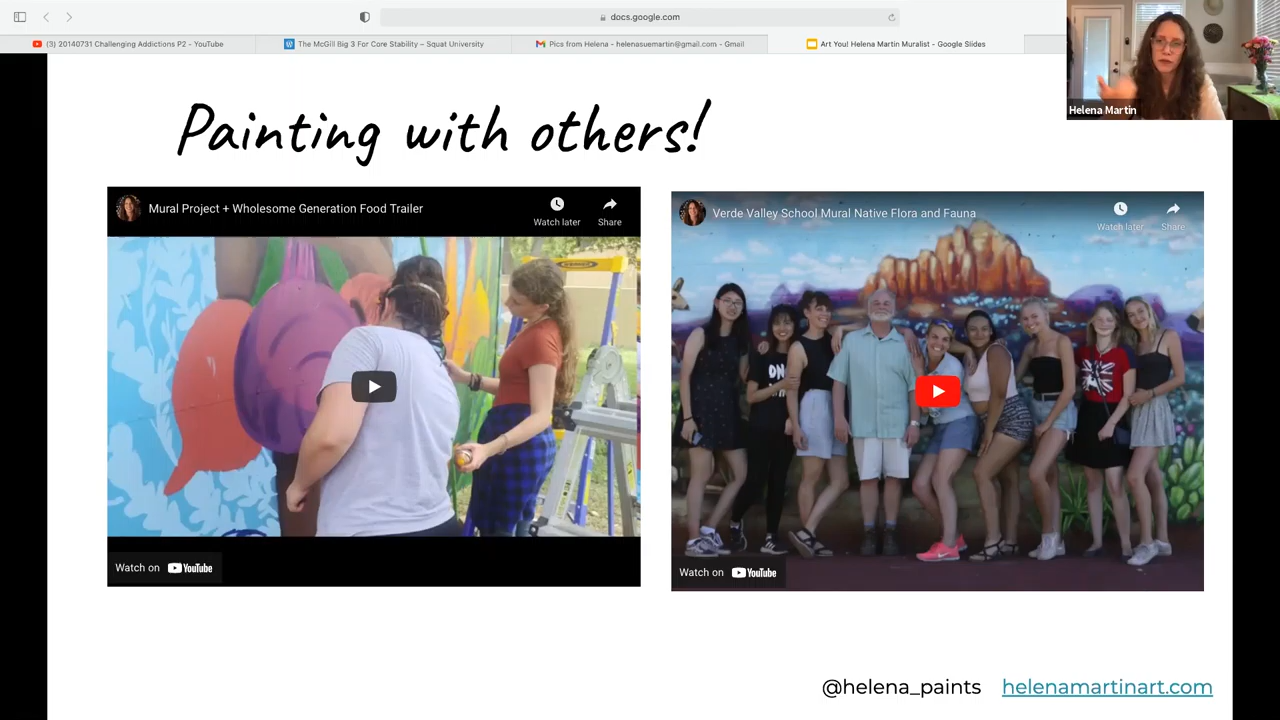 docs.google.com
(3) 20140731 Challenging Addictions P2 - YouTube
The McGill Big 3 For Core Stability – Squat University
Pics from Helena - helenasuemartin@gmail.com - Gmail
Art You! Helena Martin Muralist - Google Slides
Helena Martin
Painting with others!
Mural Project + Wholesome Generation Food Trailer
Watch later
Share
Watch on YouTube
Verde Valley School Mural Native Flora and Fauna
Watch later
Share
Watch on YouTube
@helena_paints helenamartinart.com